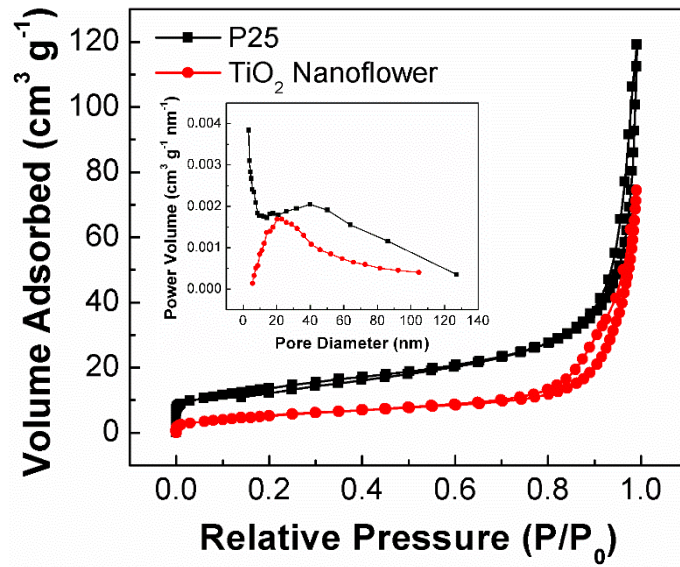 120
100
80
60
40
20
0
Volume Adsorbed (cm³ g⁻¹)
P25
TiO₂ Nanoflower
0.004
0.003
0.002
0.001
0.000
Power Volume (cm³ g⁻¹ nm⁻¹)
0 20 40 60 80 100 120 140
Pore Diameter (nm)
0.0 0.2 0.4 0.6 0.8 1.0
Relative Pressure (P/P₀)